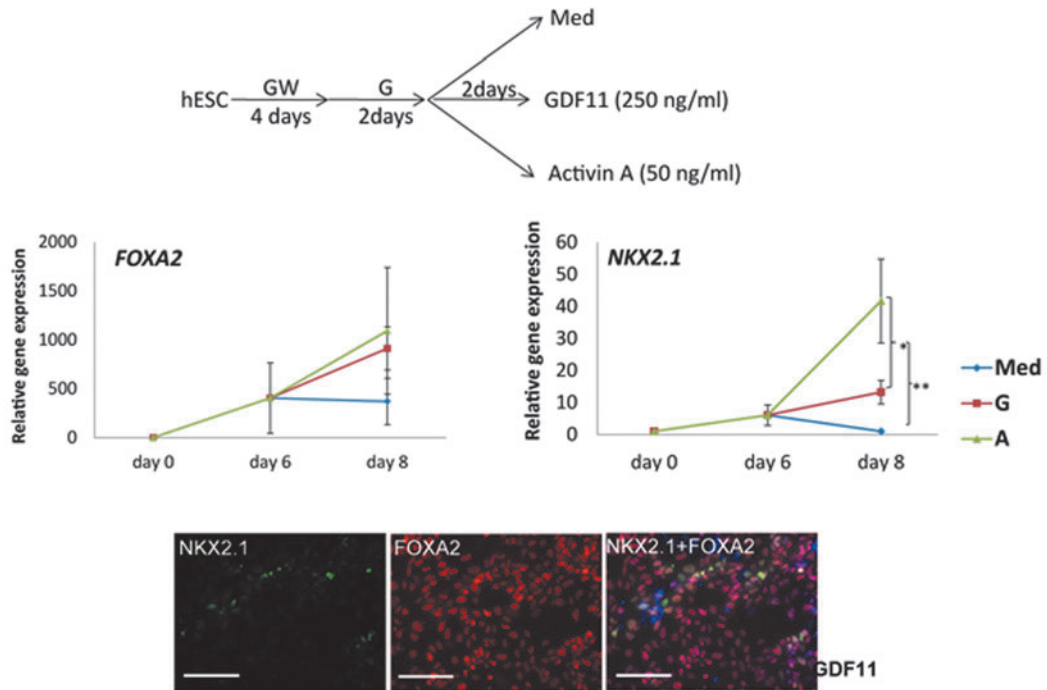 Med
GW
G
2days
hESC
GDF11 (250 ng/ml)
4 days
2days
Activin A (50 ng/ml)
Relative gene expression
2000
1500
1000
500
0
FOXA2
day 0
day 6
day 8
Relative gene expression
60
50
40
30
20
10
0
NKX2.1
*
**
day 0
day 6
day 8
Med
G
A
NKX2.1
FOXA2
NKX2.1+FOXA2
GDF11